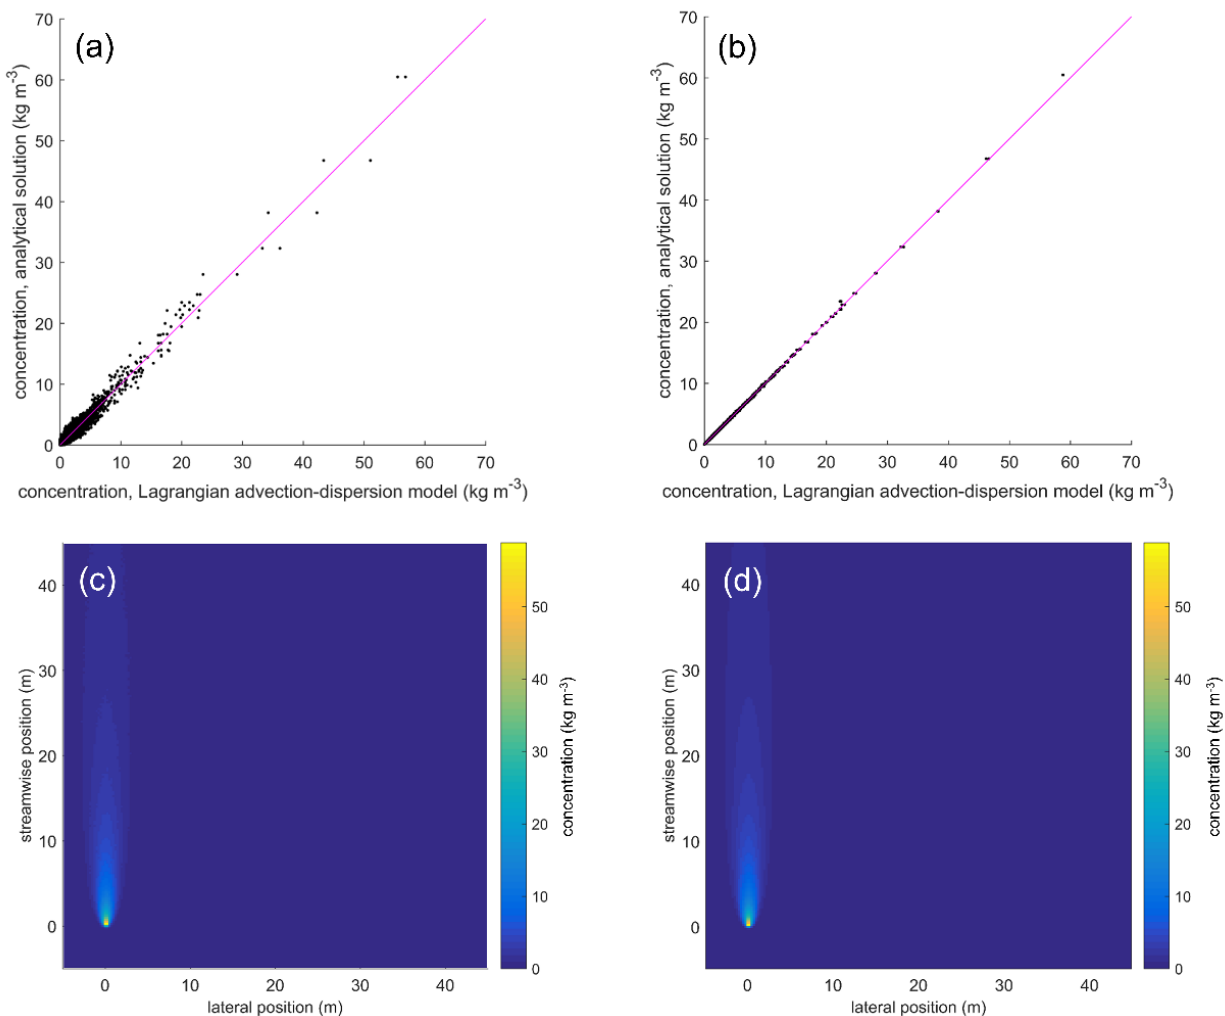 (a)
concentration, analytical solution (kg m⁻³)
70
60
50
40
30
20
10
0
0 10 20 30 40 50 60 70
concentration, Lagrangian advection-dispersion model (kg m⁻³)
(b)
concentration, analytical solution (kg m⁻³)
70
60
50
40
30
20
10
0
0 10 20 30 40 50 60 70
concentration, Lagrangian advection-dispersion model (kg m⁻³)
(c)
streamwise position (m)
40
30
20
10
0
0 10 20 30 40
lateral position (m)
50
40
30
20
10
0
concentration (kg m⁻³)
(d)
streamwise position (m)
40
30
20
10
0
0 10 20 30 40
lateral position (m)
50
40
30
20
10
0
concentration (kg m⁻³)